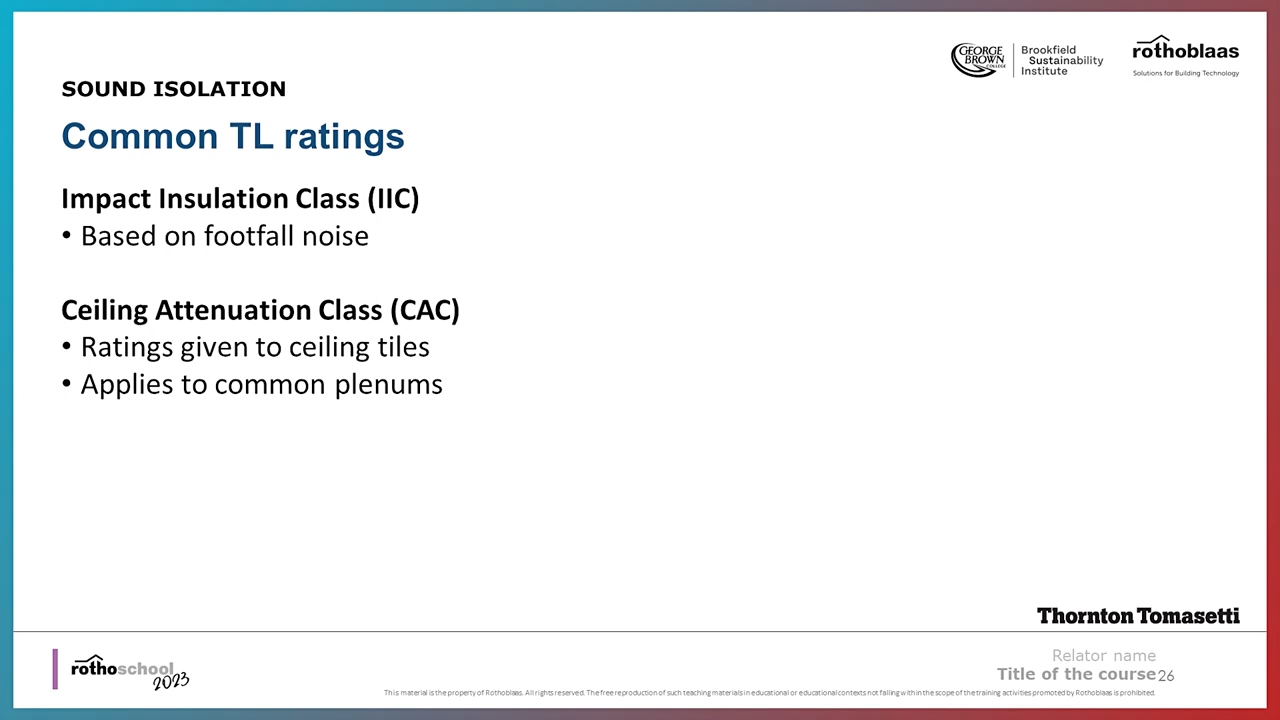 GEORGE
BROWN
COLLEGE
Brookfield
Sustainability
Institute
rothoblaas
Solutions for Building Technology
SOUND ISOLATION
Common TL ratings
Impact Insulation Class (IIC)
• Based on footfall noise
Ceiling Attenuation Class (CAC)
• Ratings given to ceiling tiles
• Applies to common plenums
Thornton Tomasetti
rothoschool
2023
Relator name
Title of the course 26
This material is the property of Rothoblaas. All rights reserved. The free reproduction of such teaching materials in educational or educational contexts not falling within the scope of the training activities promoted by Rothoblaas is prohibited.